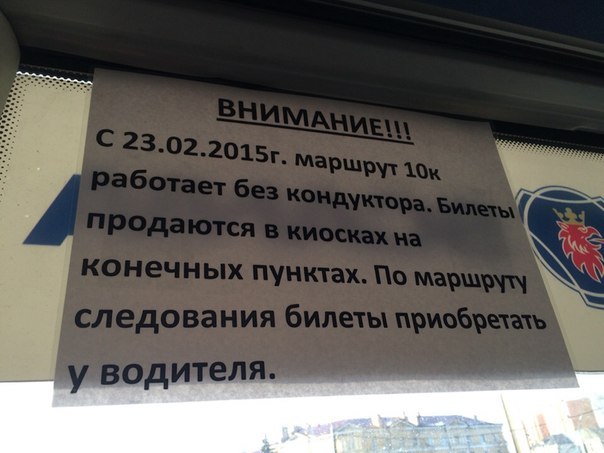 ВНИМАНИЕ!!!
С 23.02.2015г. маршрут 10к
работает без кондуктора. Билеты
продаются в киосках на
конечных пунктах. По маршруту
следования билеты приобретать
у водителя.